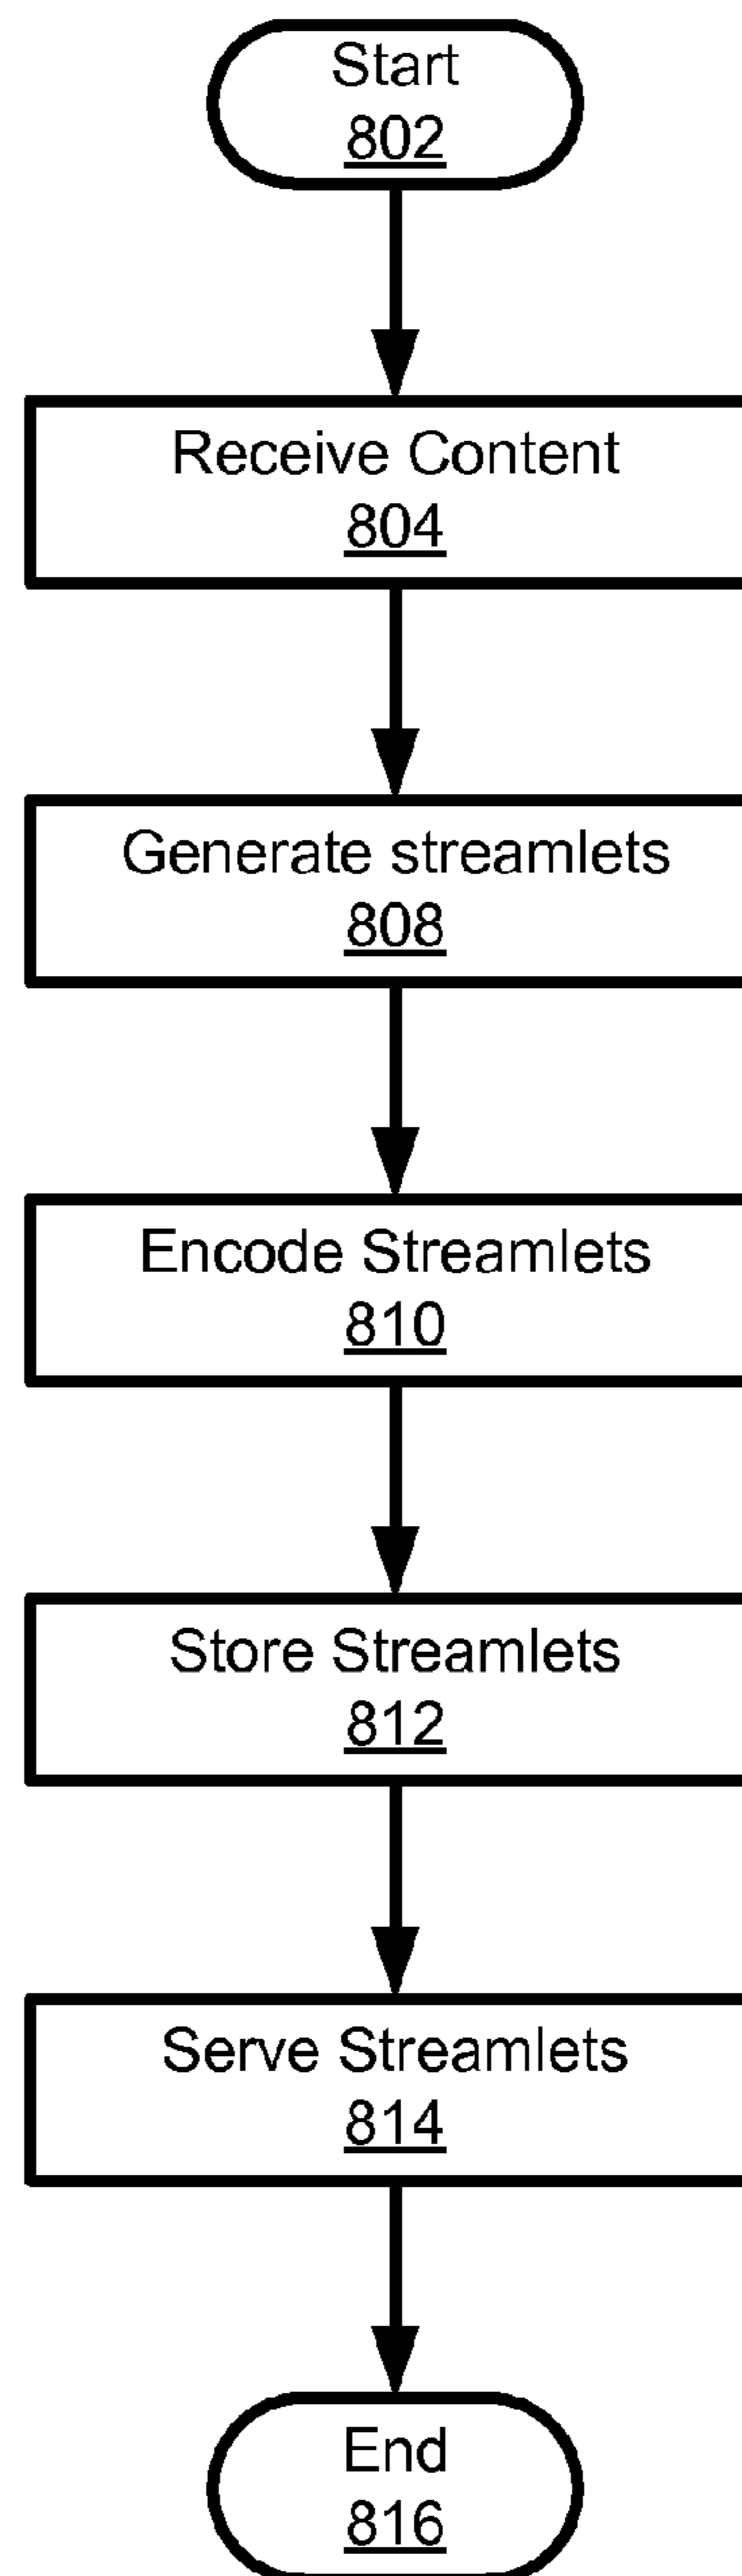 Start
802
Receive Content
804
Generate streamlets
808
Encode Streamlets
810
Store Streamlets
812
Serve Streamlets
814
End
816